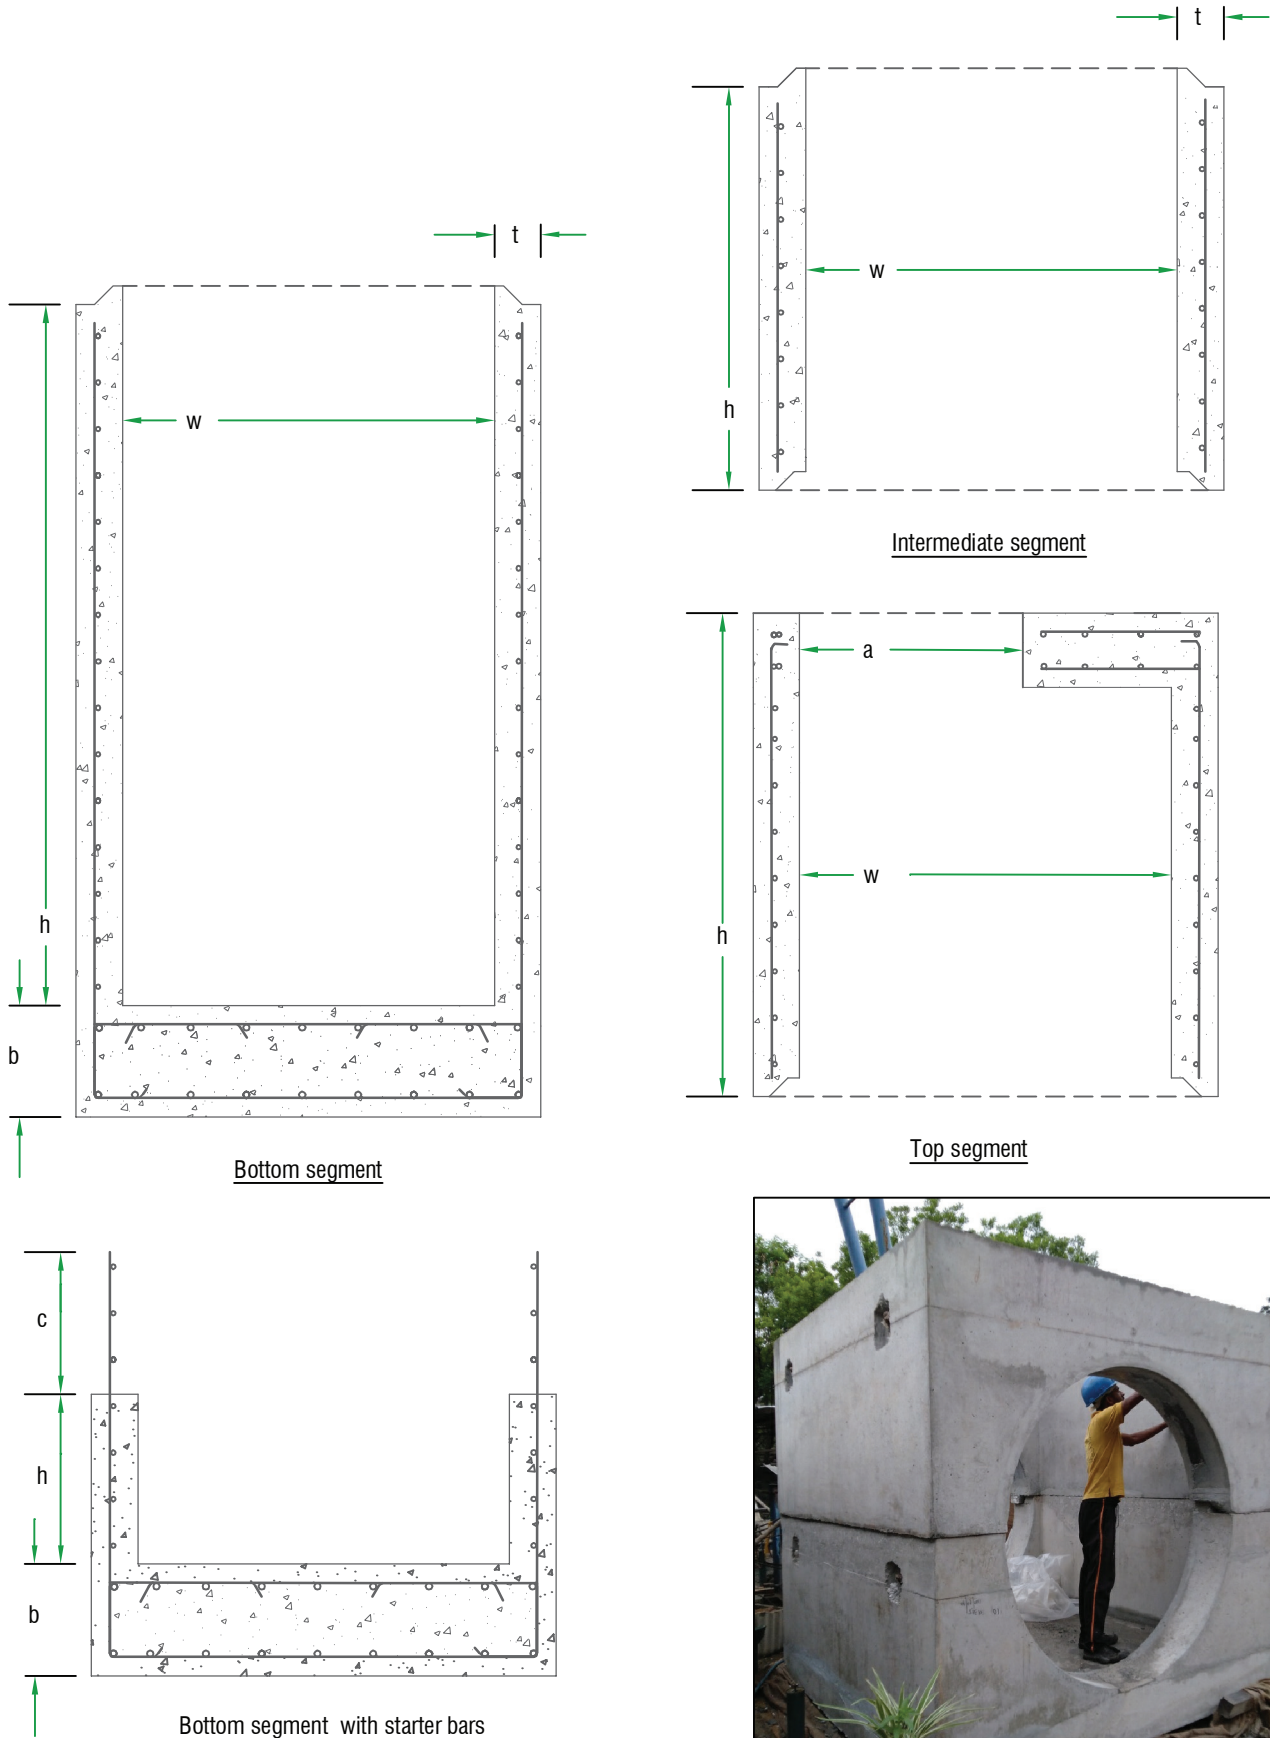 t
w
h
Intermediate segment
t
w
h
b
Bottom segment
a
w
h
Top segment
c
h
b
Bottom segment with starter bars